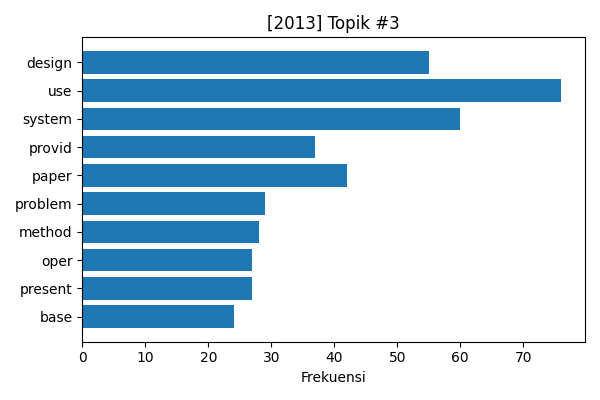 [2013] Topik #3
design
use
system
provid
paper
problem
method
oper
present
base
0 10 20 30 40 50 60 70
Frekuensi